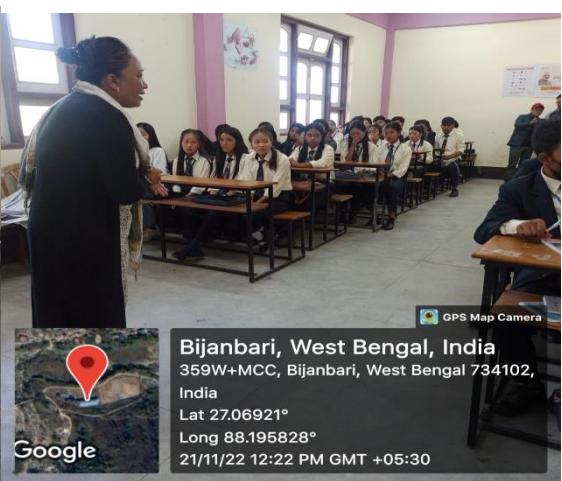 GPS Map Camera
Bijanbari, West Bengal, India
359W+MCC, Bijanbari, West Bengal 734102,
India
Lat 27.06921°
Long 88.195828°
21/11/22 12:22 PM GMT +05:30
Google